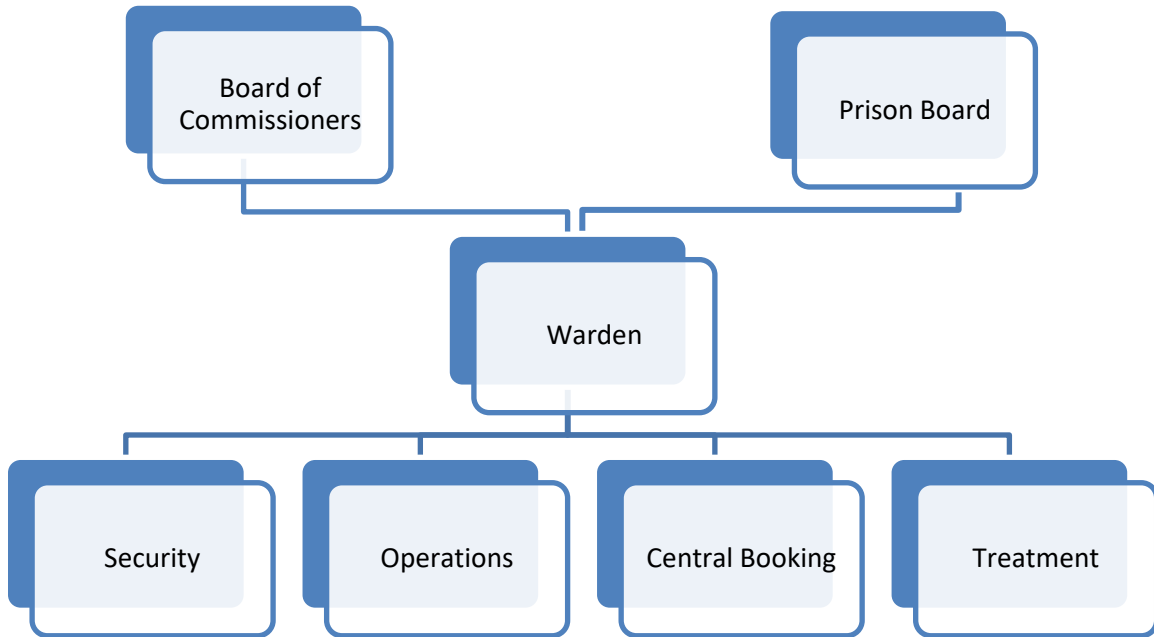 Board of
Commissioners
Prison Board
Warden
Security
Operations
Central Booking
Treatment